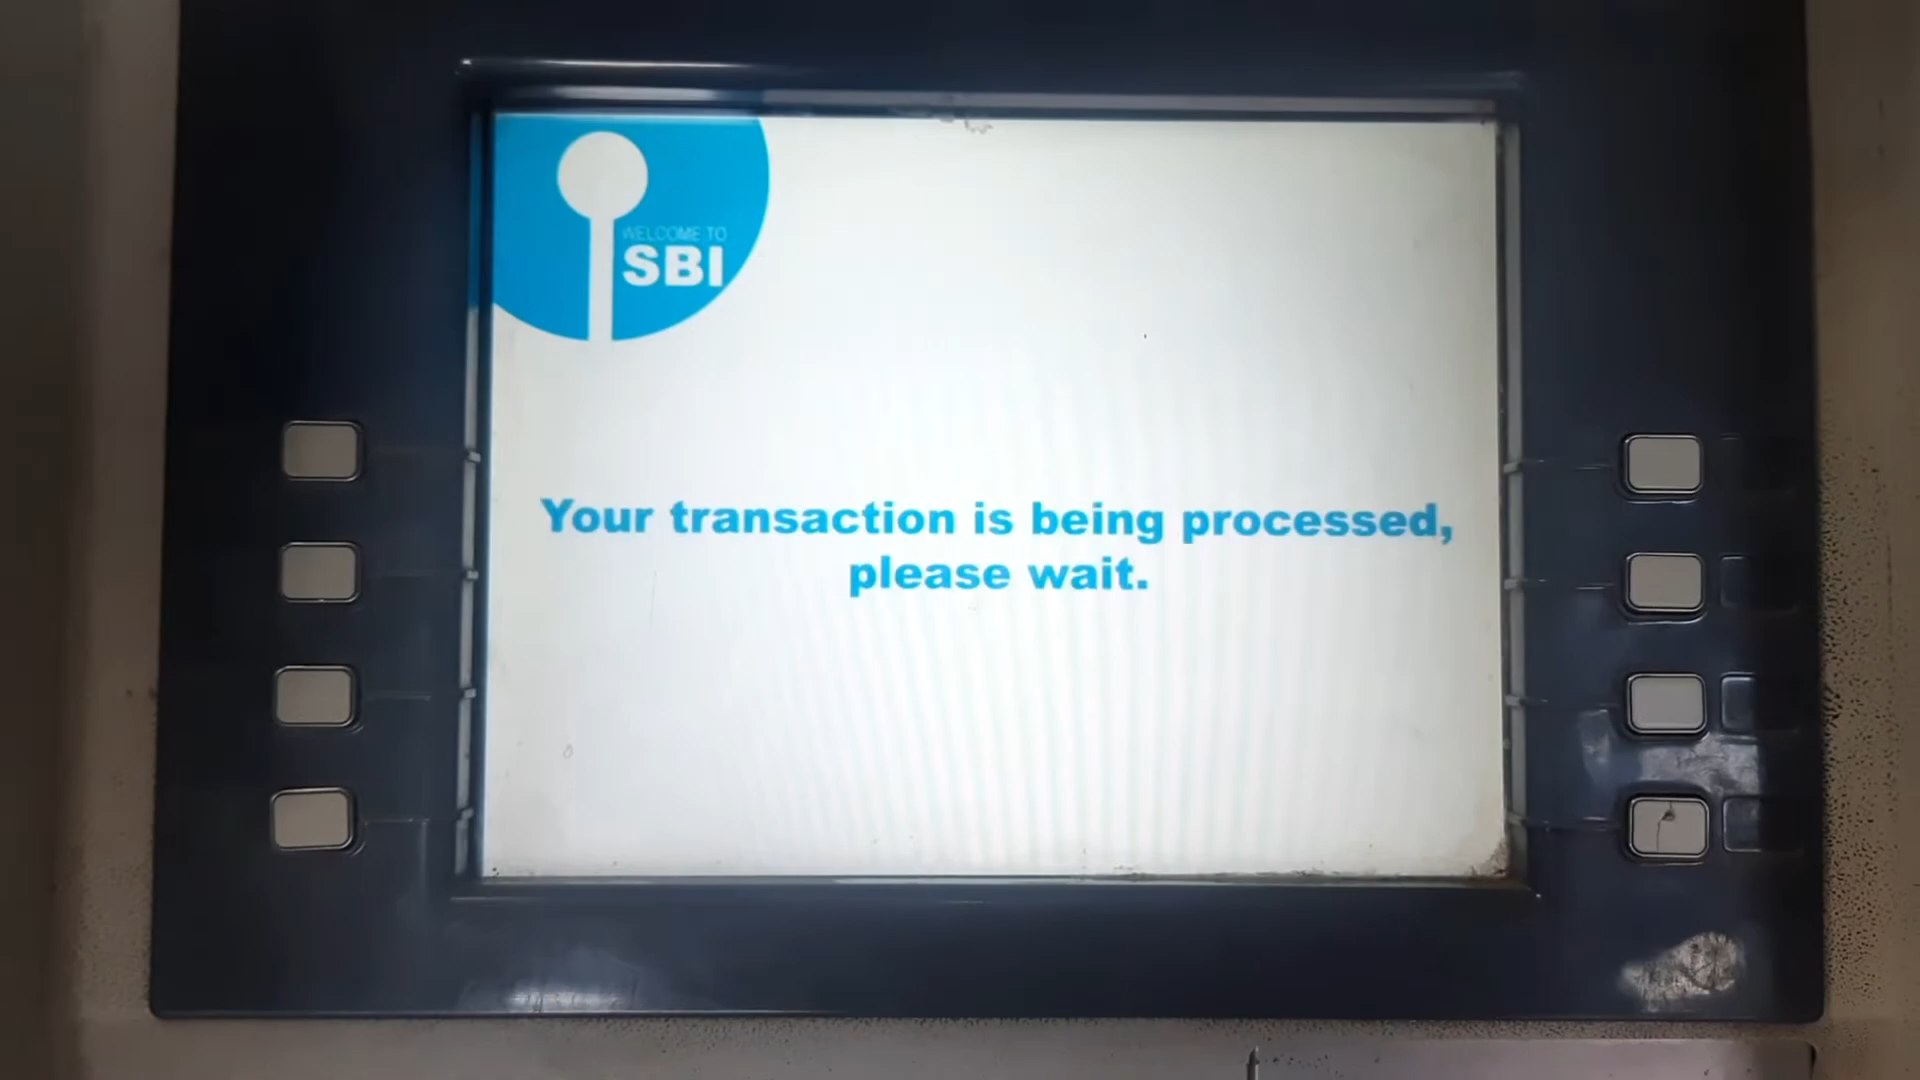 WELCOME TO
SBI
Your transaction is being processed,
please wait.